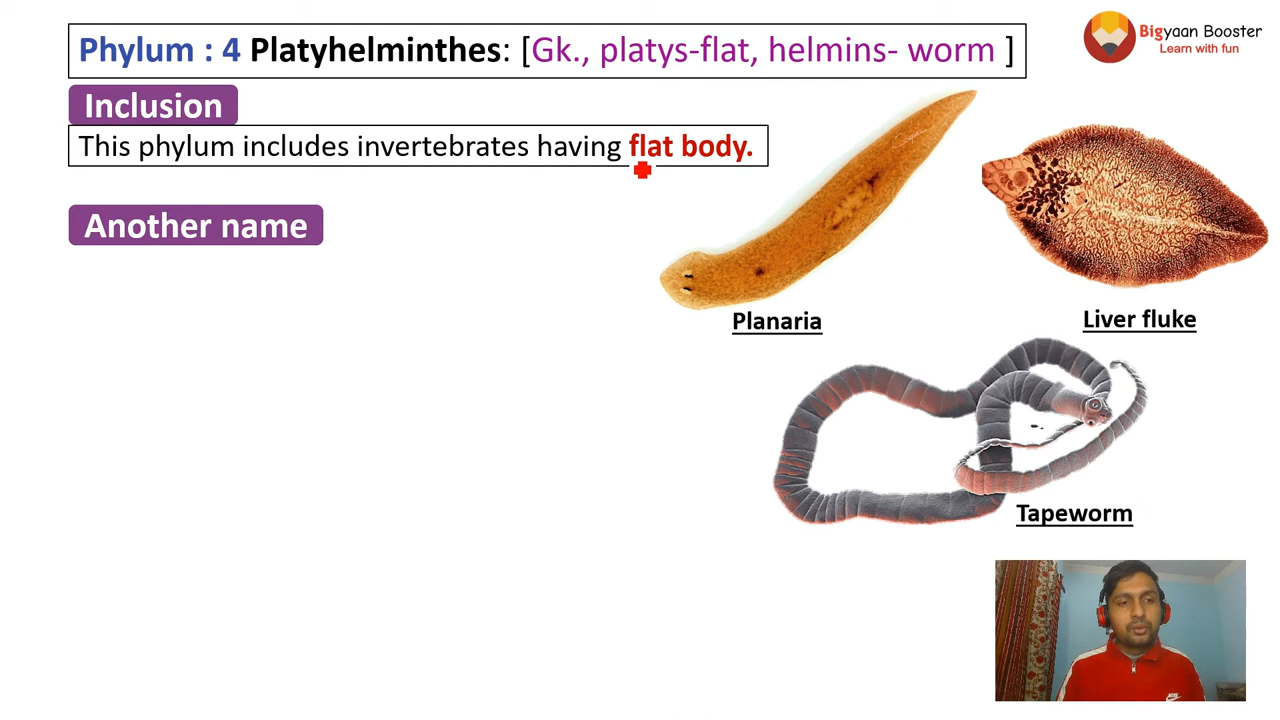 Phylum : 4 Platyhelminthes: [Gk., platys-flat, helmins- worm ]
Bigyaan Booster
Learn with fun
Inclusion
This phylum includes invertebrates having flat body.
Another name
Planaria
Liver fluke
Tapeworm